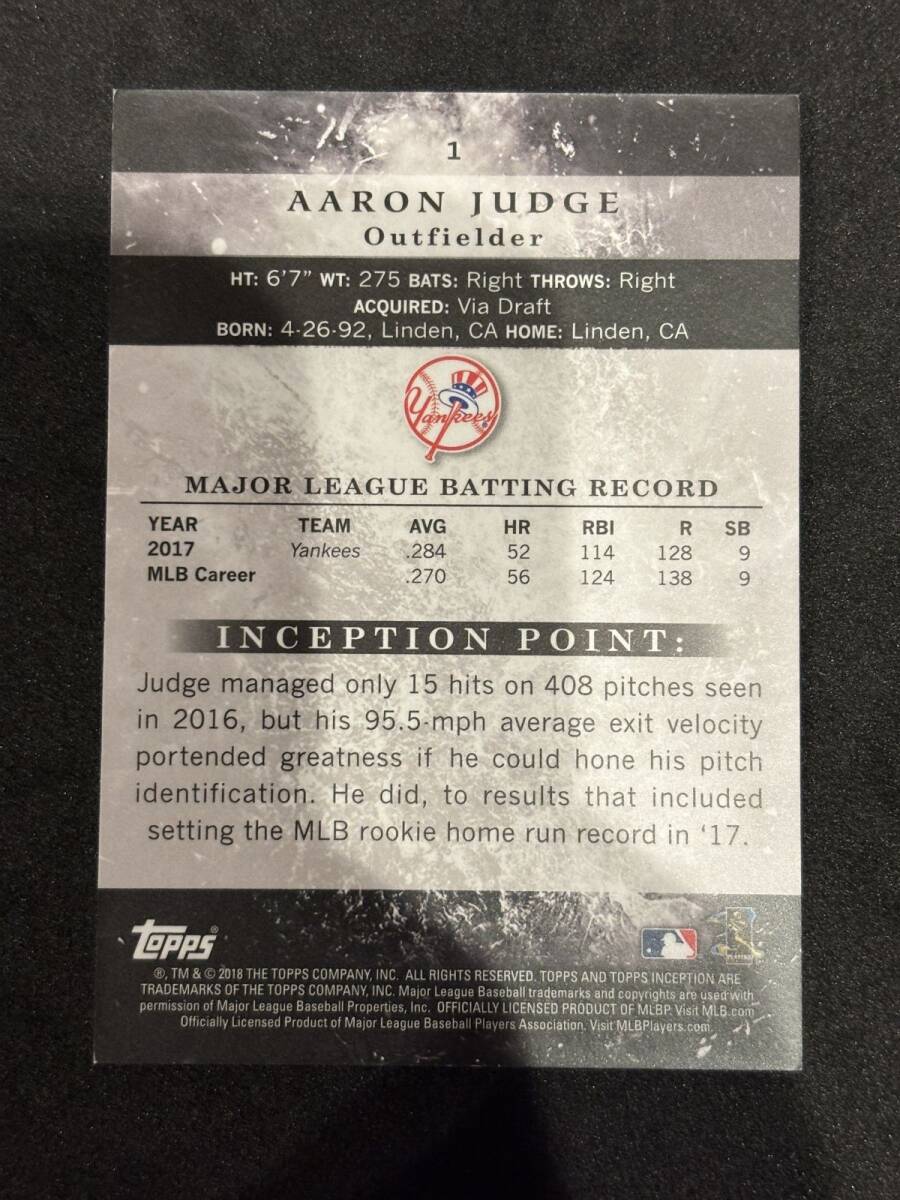 1
AARON JUDGE
Outfielder
HT: 6'7" WT: 275 BATS: Right THROWS: Right
ACQUIRED: Via Draft
BORN: 4-26-92, Linden, CA HOME: Linden, CA
Yankees
MAJOR LEAGUE BATTING RECORD
YEAR TEAM AVG HR RBI R SB
2017 Yankees .284 52 114 128 9
MLB Career .270 56 124 138 9
INCEPTION POINT:
Judge managed only 15 hits on 408 pitches seen
in 2016, but his 95.5-mph average exit velocity
portended greatness if he could hone his pitch
identification. He did, to results that included
setting the MLB rookie home run record in ‘17.
Topps®
®, TM & © 2018 THE TOPPS COMPANY, INC. ALL RIGHTS RESERVED. TOPPS AND TOPPS INCEPTION ARE
TRADEMARKS OF THE TOPPS COMPANY, INC. Major League Baseball trademarks and copyrights are used with
permission of Major League Baseball Properties, Inc. OFFICIALLY LICENSED PRODUCT OF MLBP. Visit MLB.com
Officially Licensed Product of Major League Baseball Players Association. Visit MLBPlayers.com.